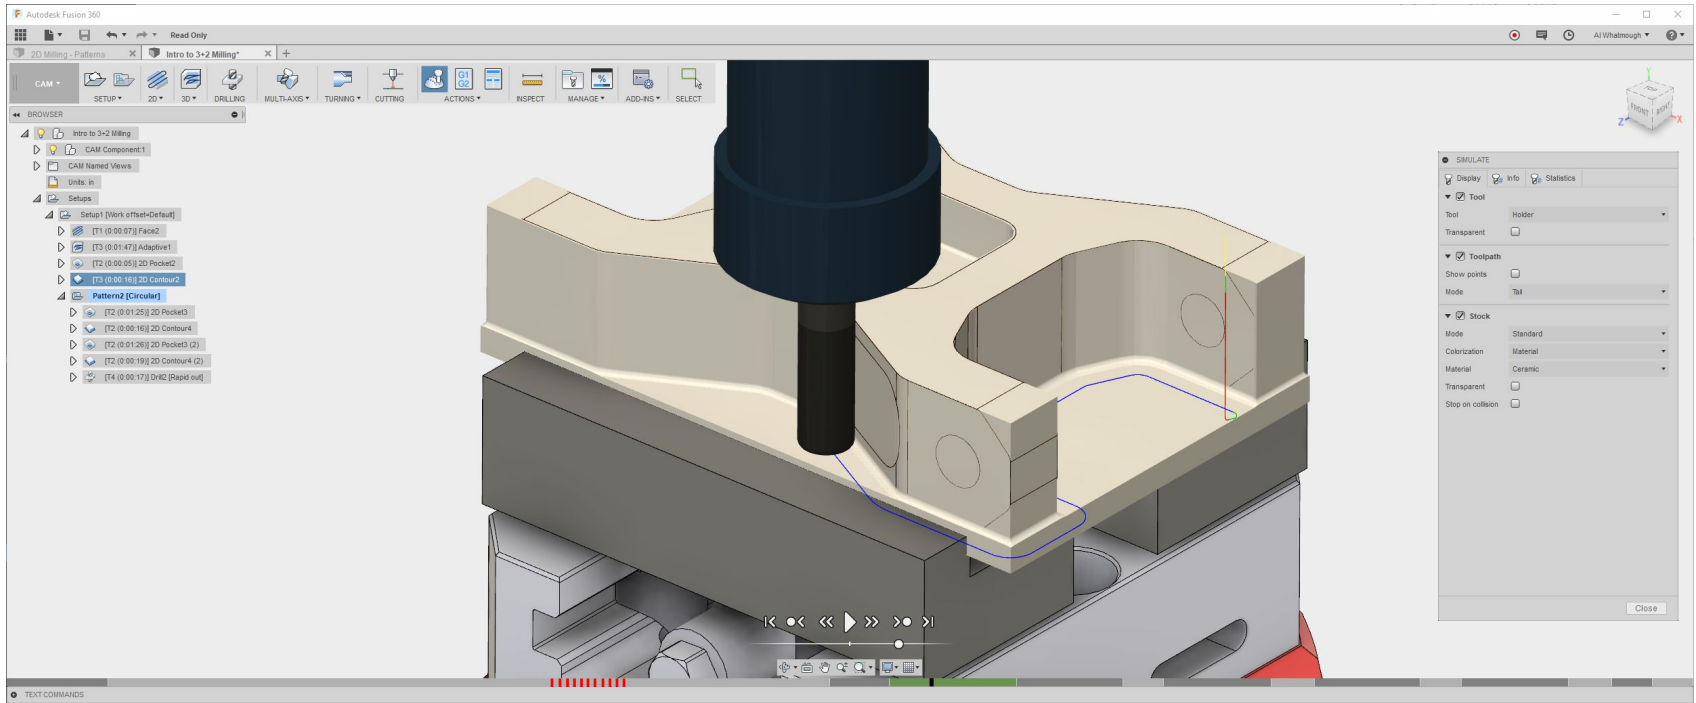 Autodesk Fusion 360
Read Only
Al Whatmough
2D Milling - Patterns
Intro to 3+2 Milling*
CAM
SETUP
2D
3D
DRILLING
MULTI-AXIS
TURNING
CUTTING
G1
G2
ACTIONS
INSPECT
MANAGE
ADD-INS
SELECT
BROWSER
Intro to 3+2 Milling
CAM Component:1
CAM Named Views
Units: in
Setups
Setup1 [Work offset=Default]
[T1 (0:00:07)] Face2
[T3 (0:01:47)] Adaptive1
[T2 (0:00:05)] 2D Pocket2
[T3 (0:00:16)] 2D Contour2
Pattern2 [Circular]
[T2 (0:01:25)] 2D Pocket3
[T2 (0:00:16)] 2D Contour4
[T2 (0:01:26)] 2D Pocket3 (2)
[T2 (0:00:19)] 2D Contour4 (2)
[T4 (0:00:17)] Drill2 [Rapid out]
Y
TOP
FRONT
RIGHT
Z
X
SIMULATE
Display
Info
Statistics
Tool
Tool Holder
Transparent
Toolpath
Show points
Mode Tail
Stock
Mode Standard
Colorization Material
Material Ceramic
Transparent
Stop on collision
Close
TEXT COMMANDS